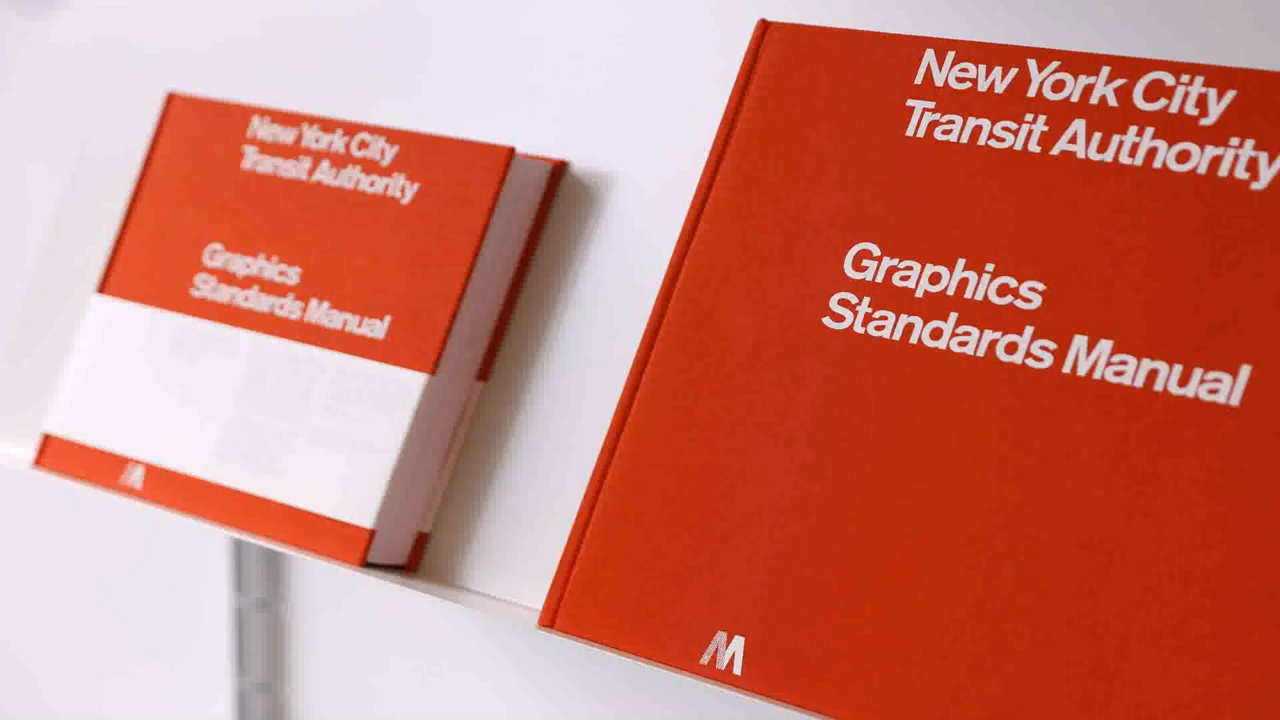 New York City
Transit Authority
Graphics
Standards Manual
M
New York City
Transit Authority
Graphics
Standards Manual
M